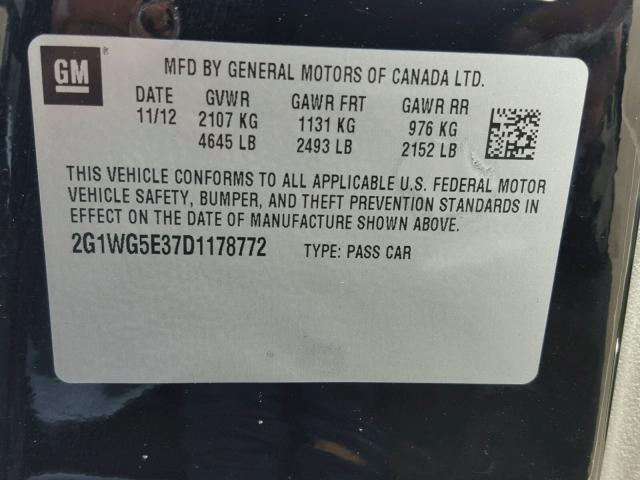 GM
MFD BY GENERAL MOTORS OF CANADA LTD.
DATE GVWR GAWR FRT GAWR RR
11/12 2107 KG 1131 KG 976 KG
4645 LB 2493 LB 2152 LB
THIS VEHICLE CONFORMS TO ALL APPLICABLE U.S. FEDERAL MOTOR
VEHICLE SAFETY, BUMPER, AND THEFT PREVENTION STANDARDS IN
EFFECT ON THE DATE OF MANUFACTURE SHOWN ABOVE.
2G1WG5E37D1178772 TYPE: PASS CAR